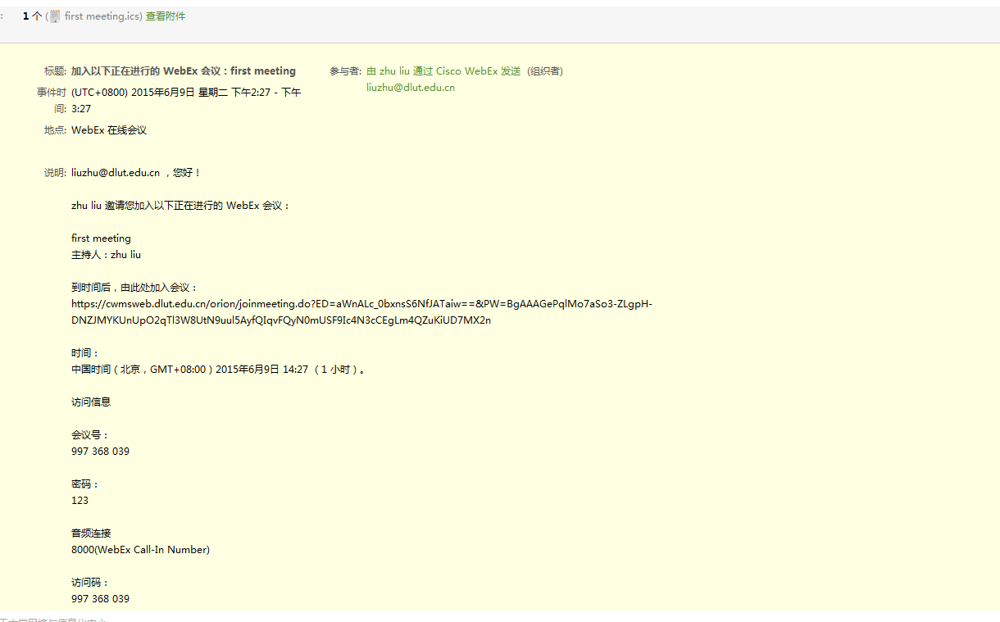 : 1 个 (first meeting.ics) 查看附件
标题: 加入以下正在进行的 WebEx 会议：first meeting
参与者: 由 zhu liu 通过 Cisco WebEx 发送 (组织者)
liuzhu@dlut.edu.cn
事件时间: (UTC+0800) 2015年6月9日 星期二 下午2:27 - 下午
3:27
地点: WebEx 在线会议
说明: liuzhu@dlut.edu.cn ，您好！
zhu liu 邀请您加入以下正在进行的 WebEx 会议：
first meeting
主持人：zhu liu
到时间后，由此处加入会议：
https://cwmsweb.dlut.edu.cn/orion/joinmeeting.do?ED=aWnALc_0bxnsS6NfJATaiw==&PW=BgAAAGePqlMo7aSo3-ZLgpH-
DNZJMYKUnUpO2qTl3W8UtN9uul5AyfQIqvFQyN0mUSF9Ic4N3cCEgLm4QZuKiUD7MX2n
时间：
中国时间（北京，GMT+08:00）2015年6月9日 14:27 （1 小时）。
访问信息
会议号：
997 368 039
密码：
123
音频连接
8000(WebEx Call-In Number)
访问码：
997 368 039